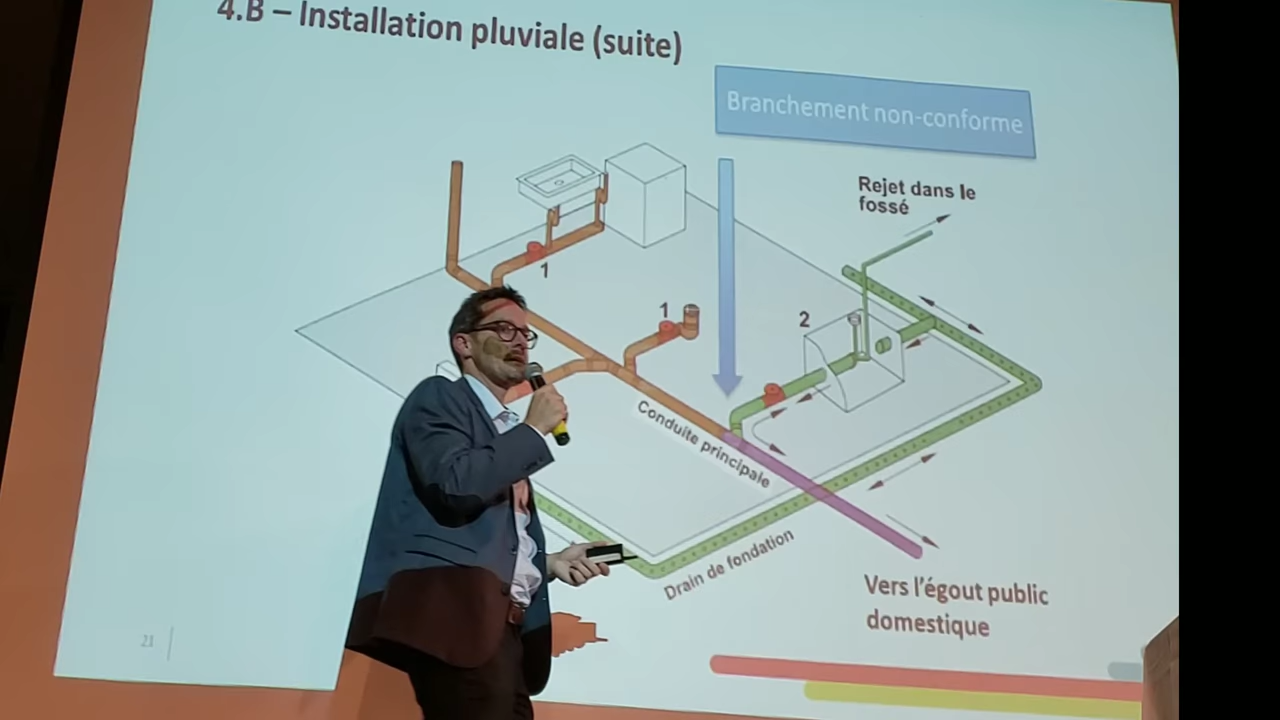 4.B – Installation pluviale (suite)
Branchement non-conforme
Rejet dans le
fossé
1
1
2
Conduite principale
Drain de fondation
Vers l'égout public
domestique
21